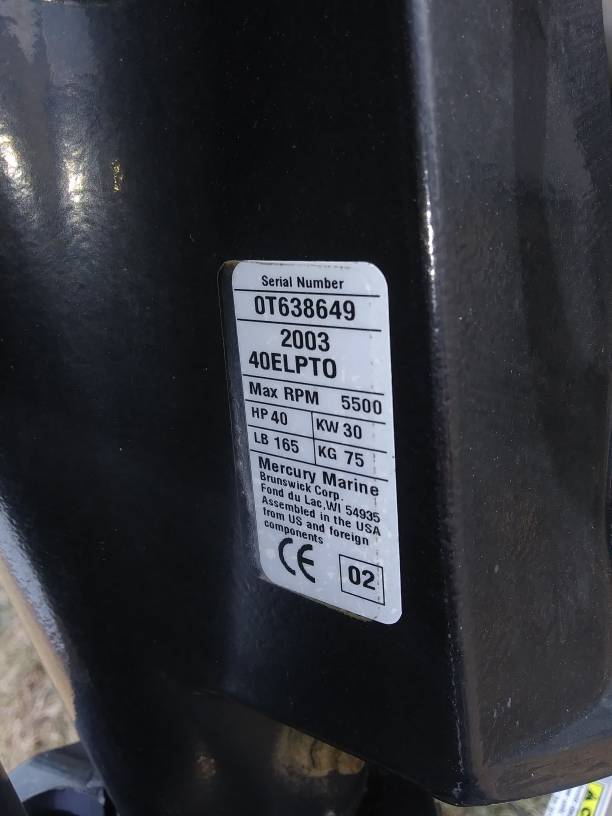 Serial Number
0T638649
2003
40ELPTO
Max RPM 5500
HP 40 KW 30
LB 165 KG 75
Mercury Marine
Brunswick Corp.
Fond du Lac,WI 54935
Assembled in the USA
from US and foreign
components
CE 02